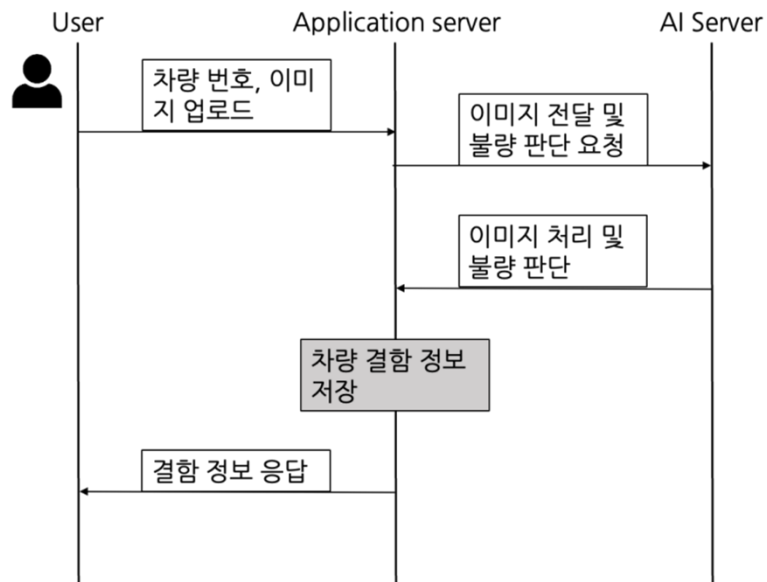 User
Application server
AI Server
차량 번호, 이미
지 업로드
이미지 전달 및
불량 판단 요청
이미지 처리 및
불량 판단
차량 결함 정보
저장
결함 정보 응답